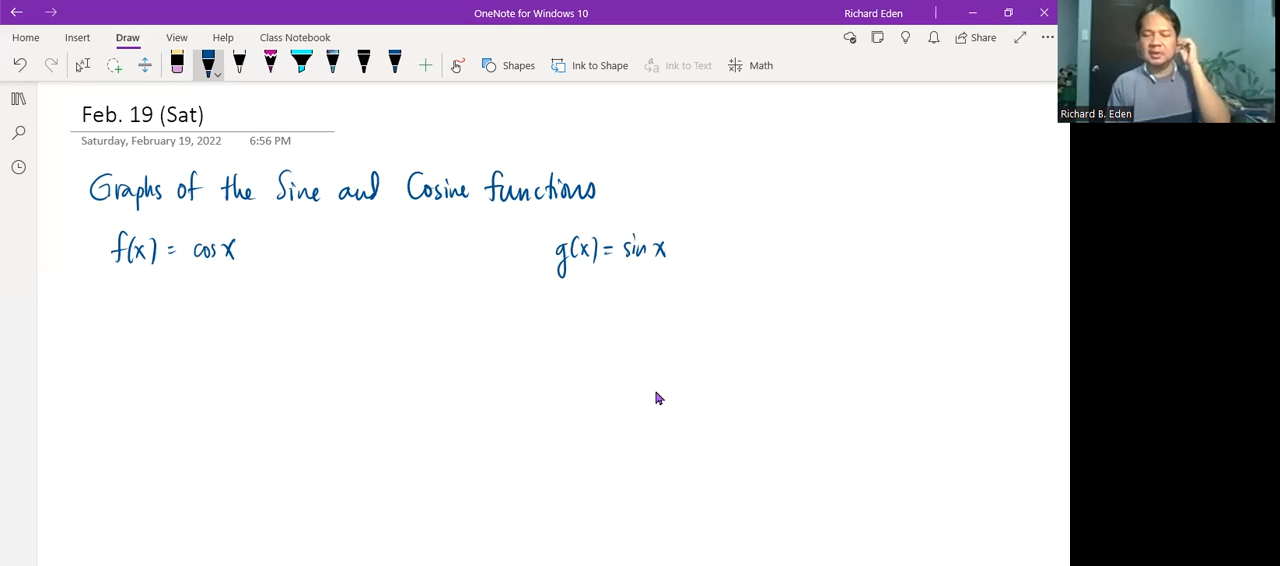 OneNote for Windows 10
Richard Eden
Home Insert Draw View Help Class Notebook
Share
Shapes Ink to Shape Ink to Text Math
Richard B. Eden
Feb. 19 (Sat)
Saturday, February 19, 2022 6:56 PM
Graphs of the Sine and Cosine functions
f(x) = cos x g(x) = sin x